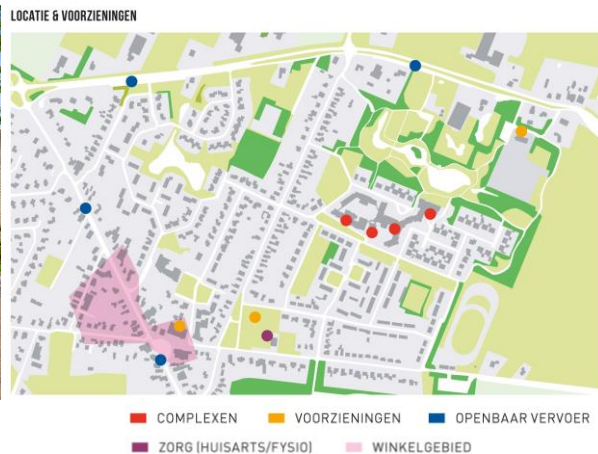 LOCATIE & VOORZIENINGEN
COMPLEXEN VOORZIENINGEN OPENBAAR VERVOER
ZORG (HUISARTS/FYSIO) WINKELGEBIED